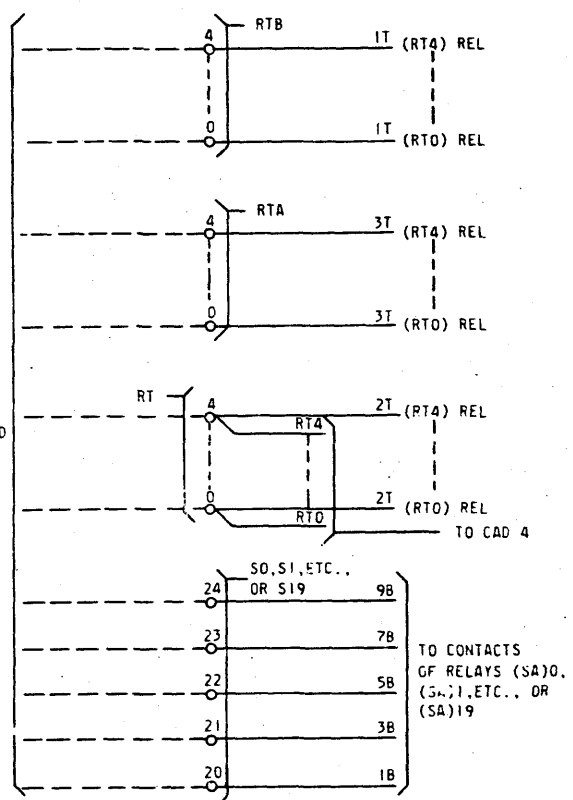 RTB
4 1T (RT4) REL
0 1T (RT0) REL
RTA
4 3T (RT4) REL
0 3T (RT0) REL
RT
4 2T (RT4) REL
RT4
D
0 2T (RT0) REL
RT0
TO CAD 4
S0,S1,ETC.,
OR S19
24 9B
23 7B
22 5B
21 3B
20 1B
TO CONTACTS
OF RELAYS (SA)0,
(SA)1,ETC., OR
(SA)19